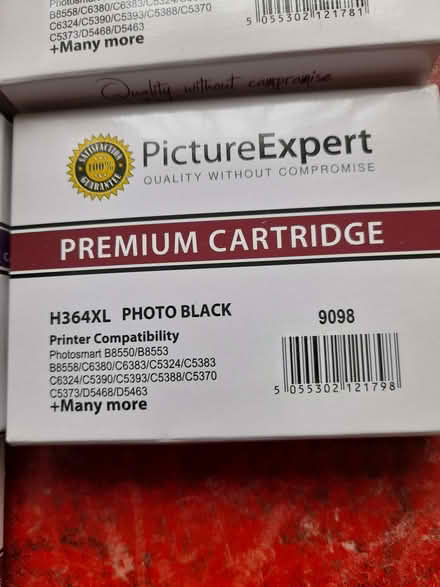 B8558/C6380/C6383/C5324/C5383
C6324/C5390/C5393/C5388/C5370
C5373/D5468/D5463
+Many more
5 055302 121781
Quality without compromise
SATISFACTION
100%
GUARANTEE
PictureExpert
QUALITY WITHOUT COMPROMISE
PREMIUM CARTRIDGE
H364XL PHOTO BLACK
9098
Printer Compatibility
Photosmart B8550/B8553
B8558/C6380/C6383/C5324/C5383
C6324/C5390/C5393/C5388/C5370
C5373/D5468/D5463
+Many more
5 055302 121798